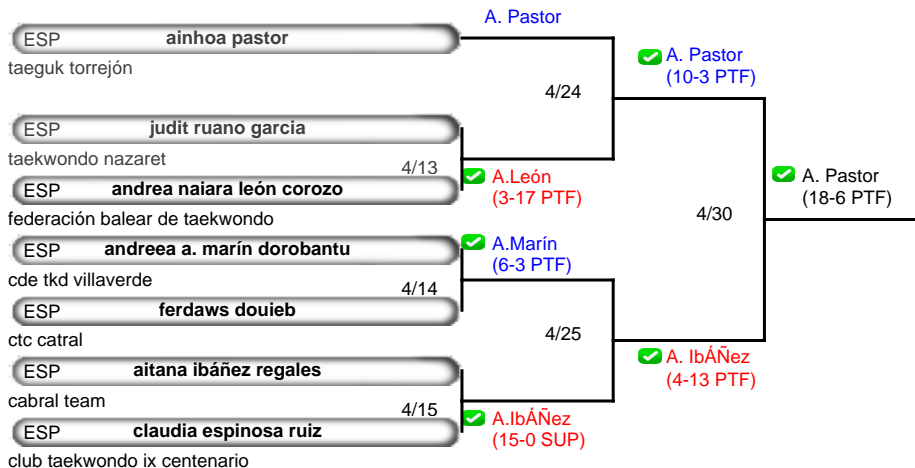 A. Pastor
ESP ainhoa pastor
taeguk torrejón
A. Pastor
(10-3 PTF)
4/24
ESP judit ruano garcia
taekwondo nazaret
4/13
ESP andrea naiara león corozo
federación balear de taekwondo
A.León
(3-17 PTF)
A. Pastor
(18-6 PTF)
4/30
ESP andreea a. marín dorobantu
cde tkd villaverde
A.Marín
(6-3 PTF)
4/14
ESP ferdaws douieb
ctc catral
4/25
A. IbÁÑez
(4-13 PTF)
ESP aitana ibáñez regales
cabral team
4/15
ESP claudia espinosa ruiz
club taekwondo ix centenario
A.IbÁÑez
(15-0 SUP)